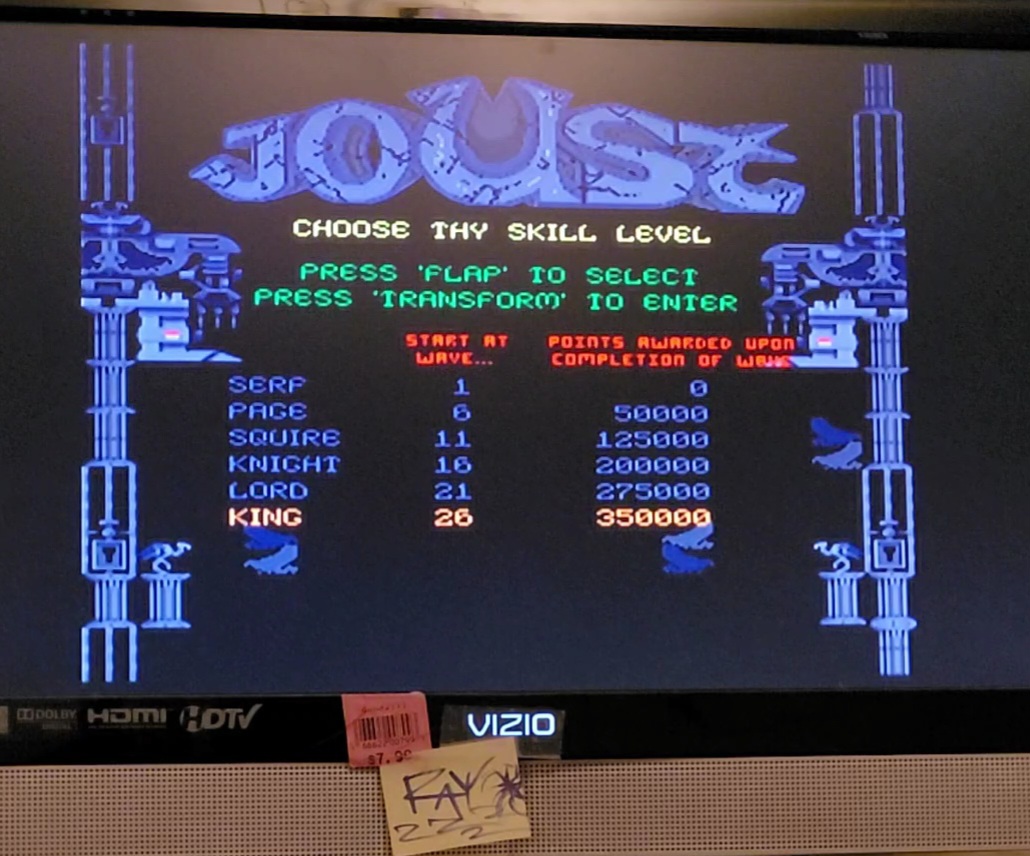 JOUST
CHOOSE THY SKILL LEVEL
PRESS 'FLAP' TO SELECT
PRESS 'TRANSFORM' TO ENTER
START AT WAVE... POINTS AWARDED UPON COMPLETION OF WAVE
SERF 1 0
PAGE 6 50000
SQUIRE 11 125000
KNIGHT 16 200000
LORD 21 275000
KING 26 350000
DOLBY HDMI HDTV VIZIO
$7.99
RAY
222